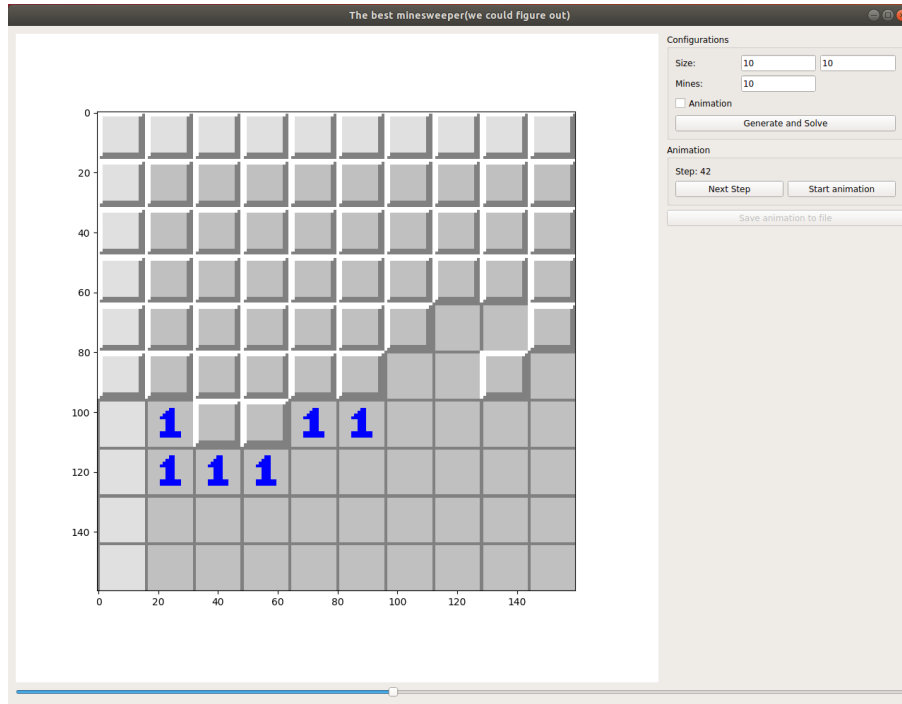 The best minesweeper(we could figure out)
Configurations
Size: 10 10
Mines: 10
Animation
Generate and Solve
Animation
Step: 42
Next Step Start animation
Save animation to file
0
20
40
60
80
100
1 1 1
120
1 1 1
140
0 20 40 60 80 100 120 140